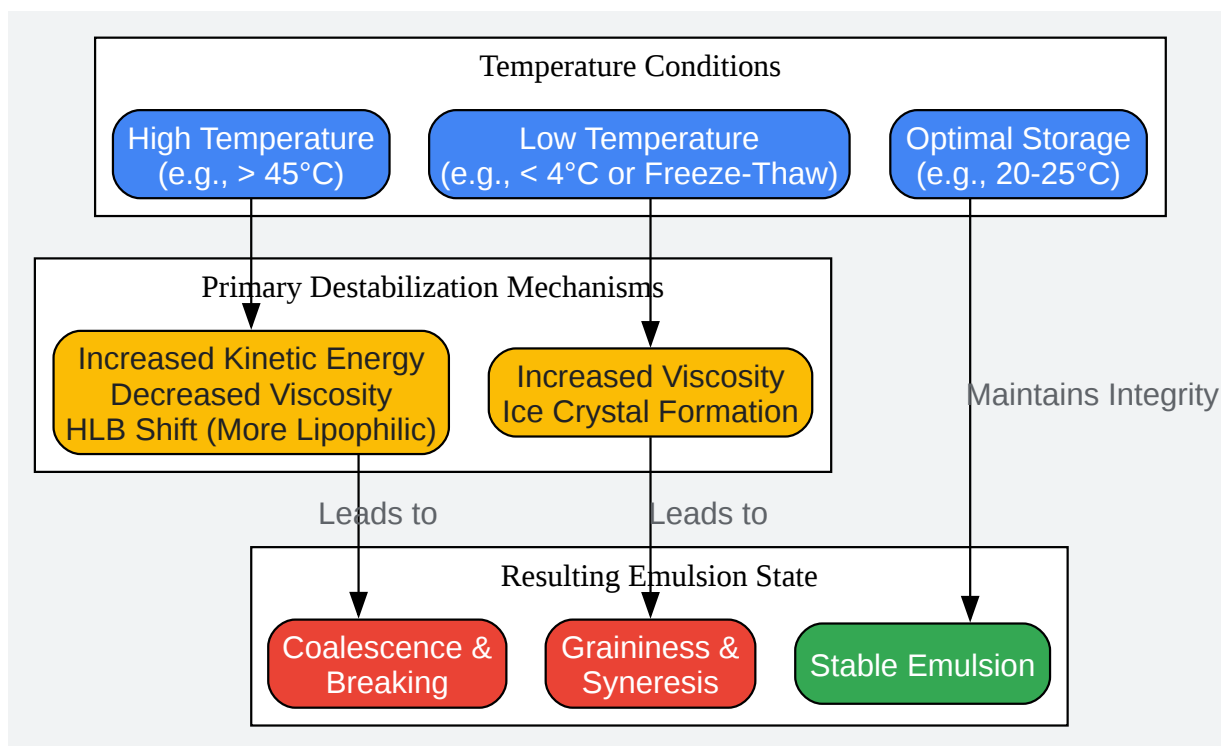 Temperature Conditions
High Temperature
(e.g., > 45°C)
Low Temperature
(e.g., < 4°C or Freeze-Thaw)
Optimal Storage
(e.g., 20-25°C)
Primary Destabilization Mechanisms
Increased Kinetic Energy
Decreased Viscosity
HLB Shift (More Lipophilic)
Increased Viscosity
Ice Crystal Formation
Maintains Integrity
Leads to
Leads to
Resulting Emulsion State
Coalescence &
Breaking
Graininess &
Syneresis
Stable Emulsion